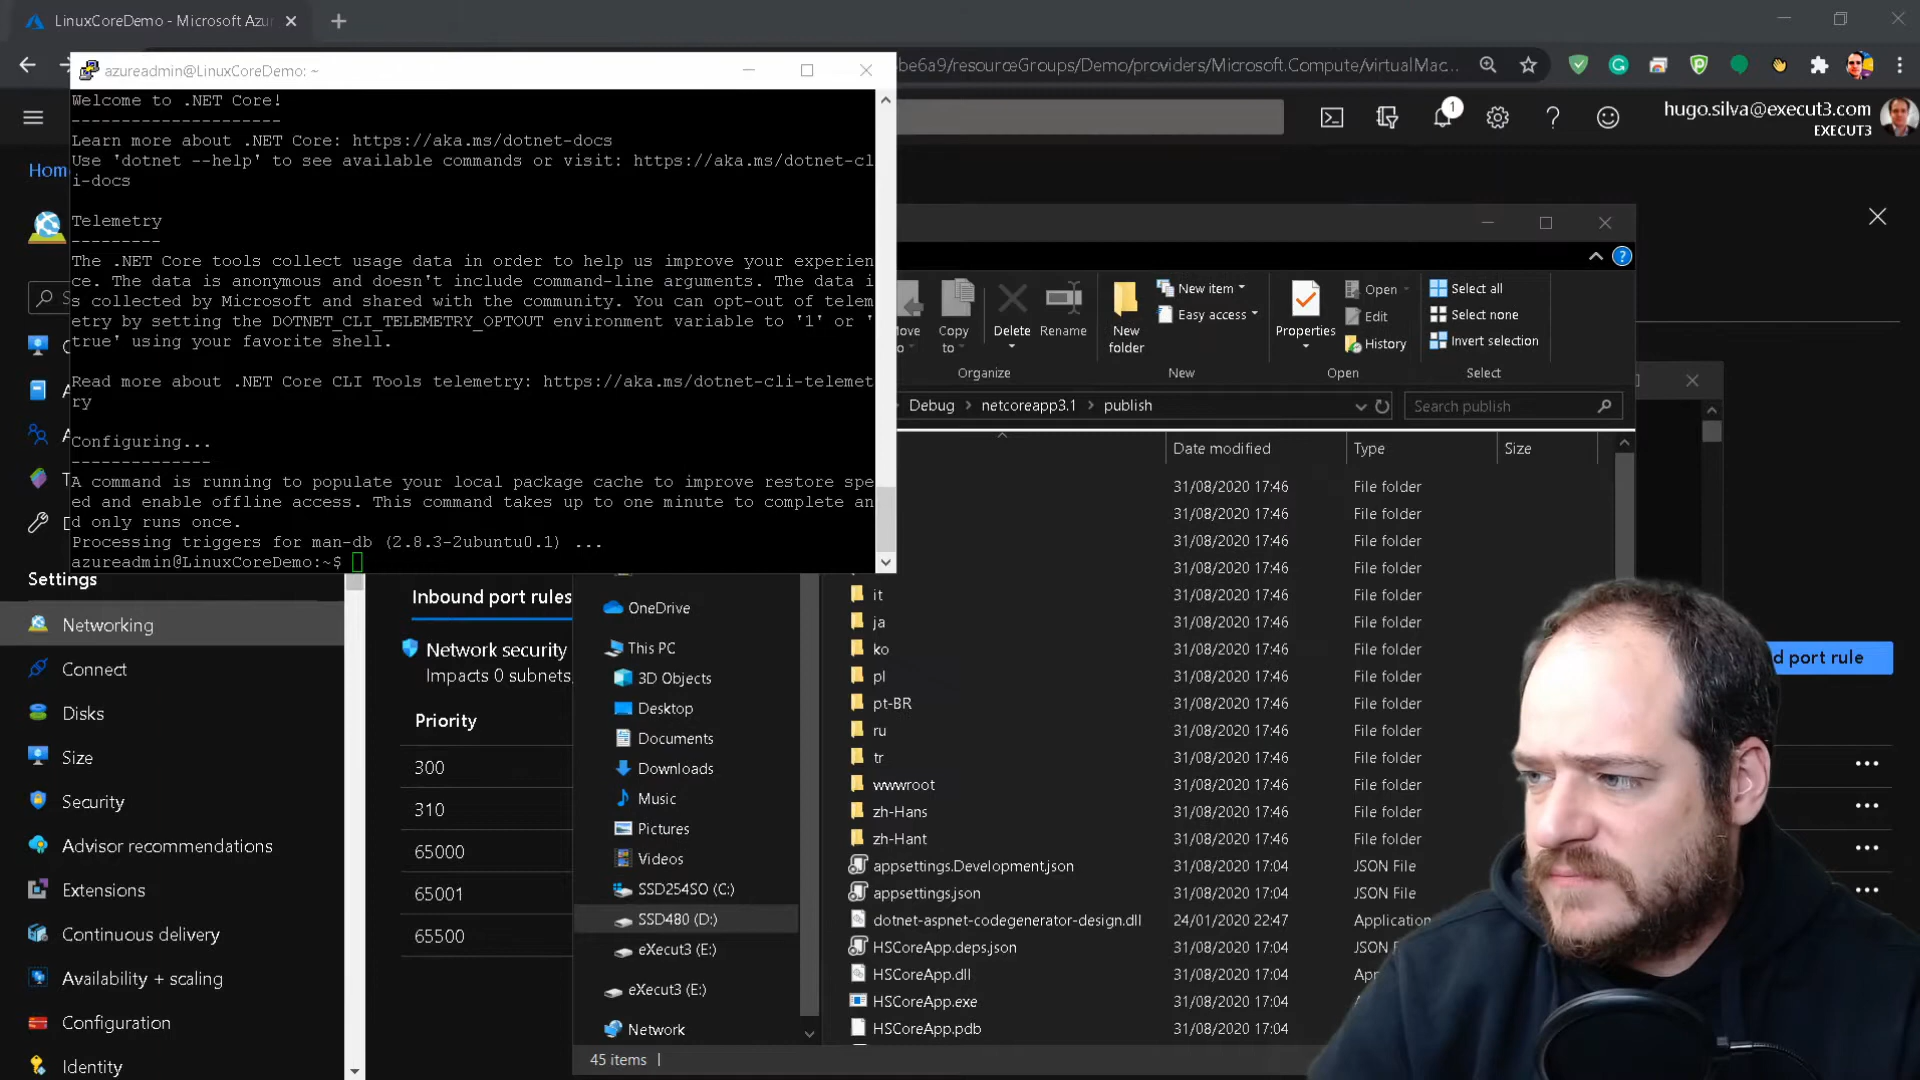 LinuxCoreDemo - Microsoft Azu
be6a9/resourceGroups/Demo/providers/Microsoft.Compute/virtualMac...
azureadmin@LinuxCoreDemo: ~
1
hugo.silva@execut3.com
EXECUT3
Welcome to .NET Core!
---------------------
Learn more about .NET Core: https://aka.ms/dotnet-docs
Use 'dotnet --help' to see available commands or visit: https://aka.ms/dotnet-cl
i-docs
Telemetry
---------
The .NET Core tools collect usage data in order to help us improve your experien
ce. The data is anonymous and doesn't include command-line arguments. The data i
s collected by Microsoft and shared with the community. You can opt-out of telem
etry by setting the DOTNET_CLI_TELEMETRY_OPTOUT environment variable to '1' or '
true' using your favorite shell.
Read more about .NET Core CLI Tools telemetry: https://aka.ms/dotnet-cli-telemet
ry
Configuring...
--------------
A command is running to populate your local package cache to improve restore spe
ed and enable offline access. This command takes up to one minute to complete an
d only runs once.
Processing triggers for man-db (2.8.3-2ubuntu0.1) ...
azureadmin@LinuxCoreDemo:~$
Hom
Settings
Networking
Connect
Disks
Size
Security
Advisor recommendations
Extensions
Continuous delivery
Availability + scaling
Configuration
Identity
Inbound port rules
Network security
Impacts 0 subnets,
Priority
300
310
65000
65001
65500
d port rule
Copy
to
Delete
Rename
New
folder
New item
Easy access
Properties
Open
Edit
History
Select all
Select none
Invert selection
Organize
New
Open
Select
Debug > netcoreapp3.1 > publish
Search publish
Date modified
Type
Size
31/08/2020 17:46 File folder
31/08/2020 17:46 File folder
31/08/2020 17:46 File folder
31/08/2020 17:46 File folder
it 31/08/2020 17:46 File folder
ja 31/08/2020 17:46 File folder
ko 31/08/2020 17:46 File folder
pl 31/08/2020 17:46 File folder
pt-BR 31/08/2020 17:46 File folder
ru 31/08/2020 17:46 File folder
tr 31/08/2020 17:46 File folder
wwwroot 31/08/2020 17:46 File folder
zh-Hans 31/08/2020 17:46 File folder
zh-Hant 31/08/2020 17:46 File folder
appsettings.Development.json 31/08/2020 17:04 JSON File
appsettings.json 31/08/2020 17:04 JSON File
dotnet-aspnet-codegenerator-design.dll 24/01/2020 22:47 Application
HSCoreApp.deps.json 31/08/2020 17:04 JSON F
HSCoreApp.dll 31/08/2020 17:04
HSCoreApp.exe 31/08/2020 17:04
HSCoreApp.pdb 31/08/2020 17:04
OneDrive
This PC
3D Objects
Desktop
Documents
Downloads
Music
Pictures
Videos
SSD254SO (C:)
SSD480 (D:)
eXecut3 (E:)
eXecut3 (E:)
Network
45 items